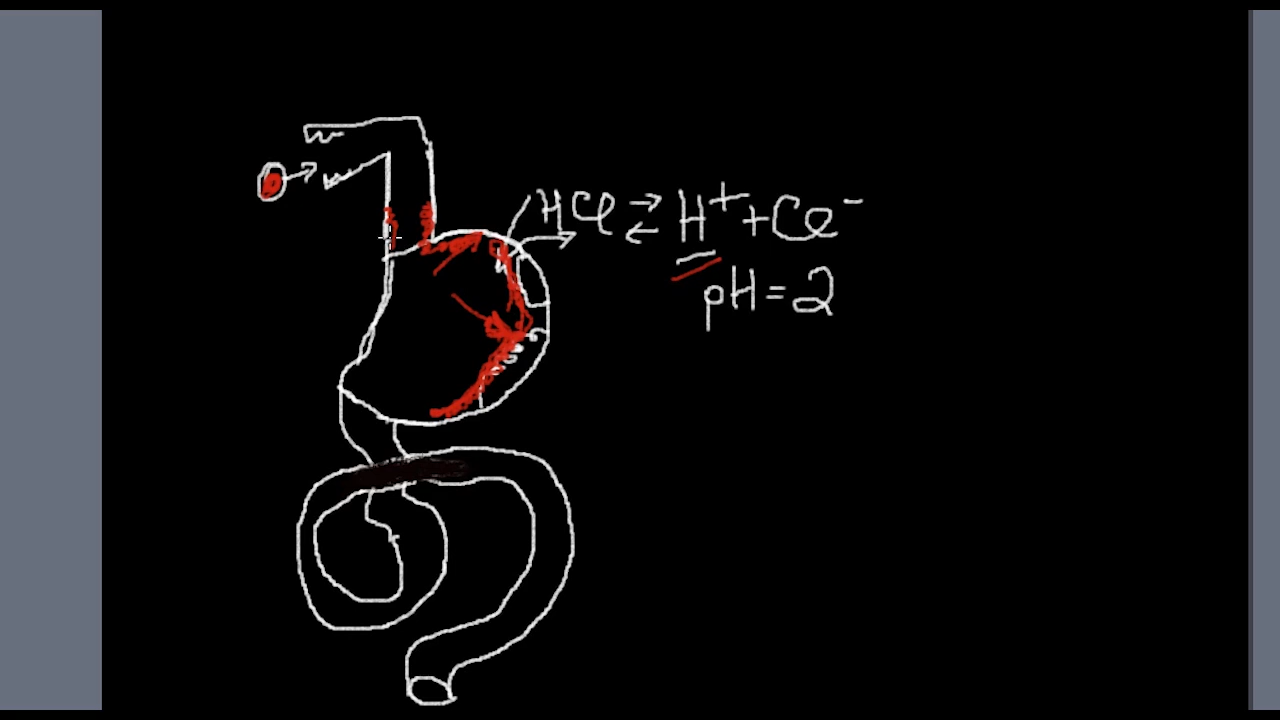 HCl ⇄ H⁺ + Cl⁻
pH = 2